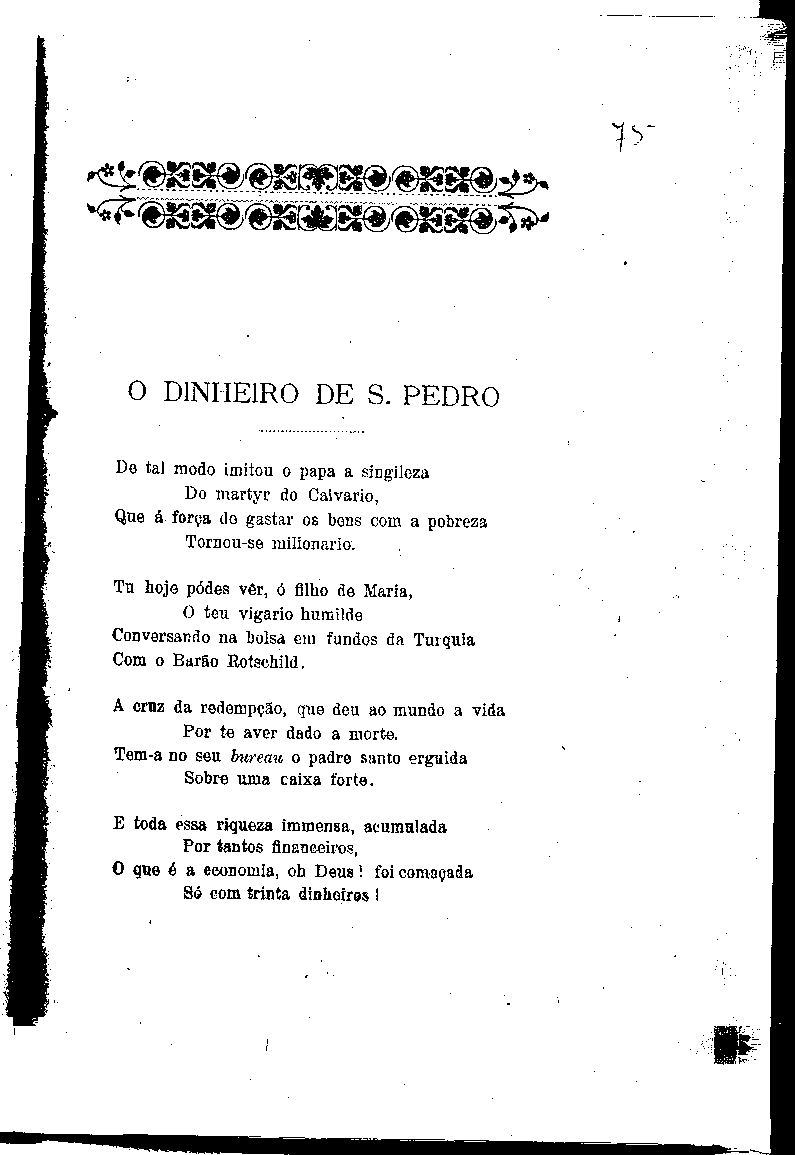 75
O DINHEIRO DE S. PEDRO
De tal modo imitou o papa a singileza
Do martyr do Calvario,
Que á força de gastar os bens com a pobreza
Tornou-se milionario.
Tu hoje pódes vêr, ó filho de Maria,
O teu vigario humilde
Conversando na bolsa em fundos da Turquia
Com o Barão Rotschild.
A cruz da redempção, que deu ao mundo a vida
Por te aver dado a morte.
Tem-a no seu bureau o padre santo erguida
Sobre uma caixa forte.
E toda essa riqueza immensa, acumulada
Por tantos financeiros,
O que é a economia, oh Deus! foi começada
Só com trinta dinheiros!